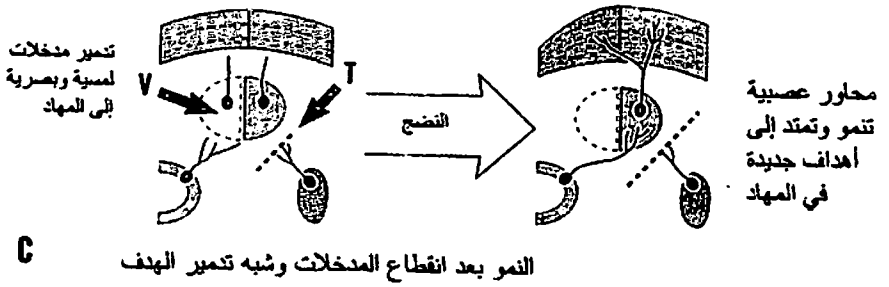 تدمير مدخلات
لمسية وبصرية
إلى المهاد
V
T
النضج
محاور عصبية
تنمو وتمتد إلى
أهداف جديدة
في المهاد
C
النمو بعد انقطاع المدخلات وشبه تدمير الهدف